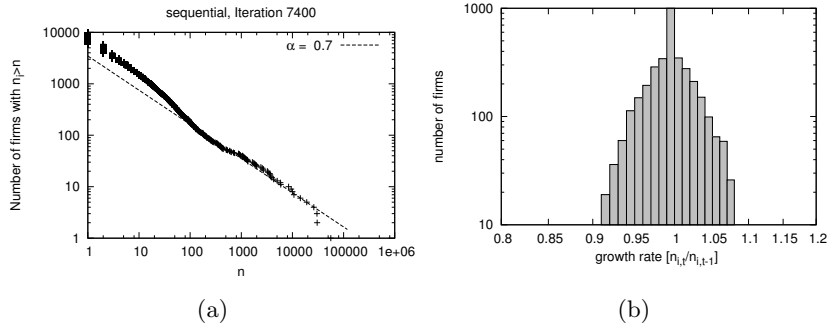 sequential, Iteration 7400
Number of firms with n_i>n
10000
1000
100
10
1
α = 0.7
1 10 100 1000 10000 100000 1e+06
n
(a)
number of firms
1000
100
10
0.8 0.85 0.9 0.95 1 1.05 1.1 1.15 1.2
growth rate [n_{i,t}/n_{i,t-1}]
(b)